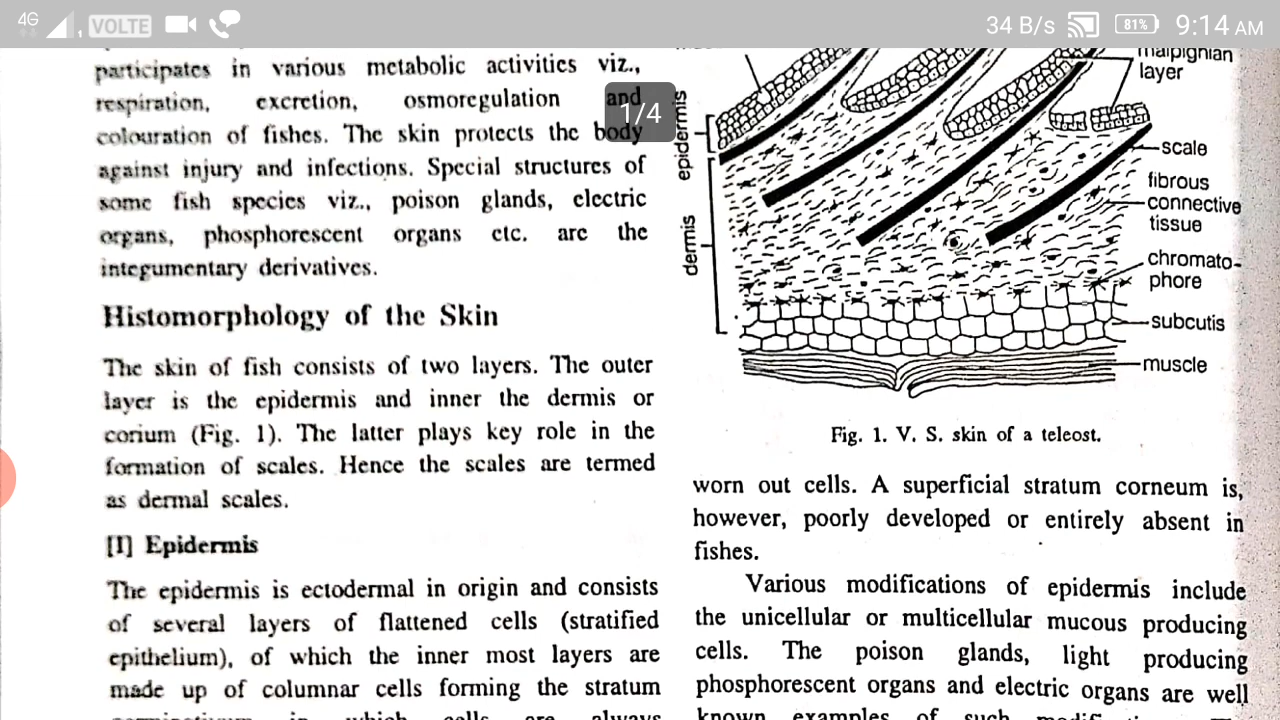 4G
VOLTE
34 B/s
81%
9:14 AM
1/4
participates in various metabolic activities viz.,
respiration, excretion, osmoregulation and
colouration of fishes. The skin protects the body
against injury and infections. Special structures of
some fish species viz., poison glands, electric
organs, phosphorescent organs etc. are the
integumentary derivatives.
Histomorphology of the Skin
The skin of fish consists of two layers. The outer
layer is the epidermis and inner the dermis or
corium (Fig. 1). The latter plays key role in the
formation of scales. Hence the scales are termed
as dermal scales.
[I] Epidermis
The epidermis is ectodermal in origin and consists
of several layers of flattened cells (stratified
epithelium), of which the inner most layers are
made up of columnar cells forming the stratum
in which cells are always
epidermis
dermis
malpighian
layer
scale
fibrous
connective
tissue
chromato-
phore
subcutis
muscle
Fig. 1. V. S. skin of a teleost.
worn out cells. A superficial stratum corneum is,
however, poorly developed or entirely absent in
fishes.
Various modifications of epidermis include
the unicellular or multicellular mucous producing
cells. The poison glands, light producing
phosphorescent organs and electric organs are well
known examples of such